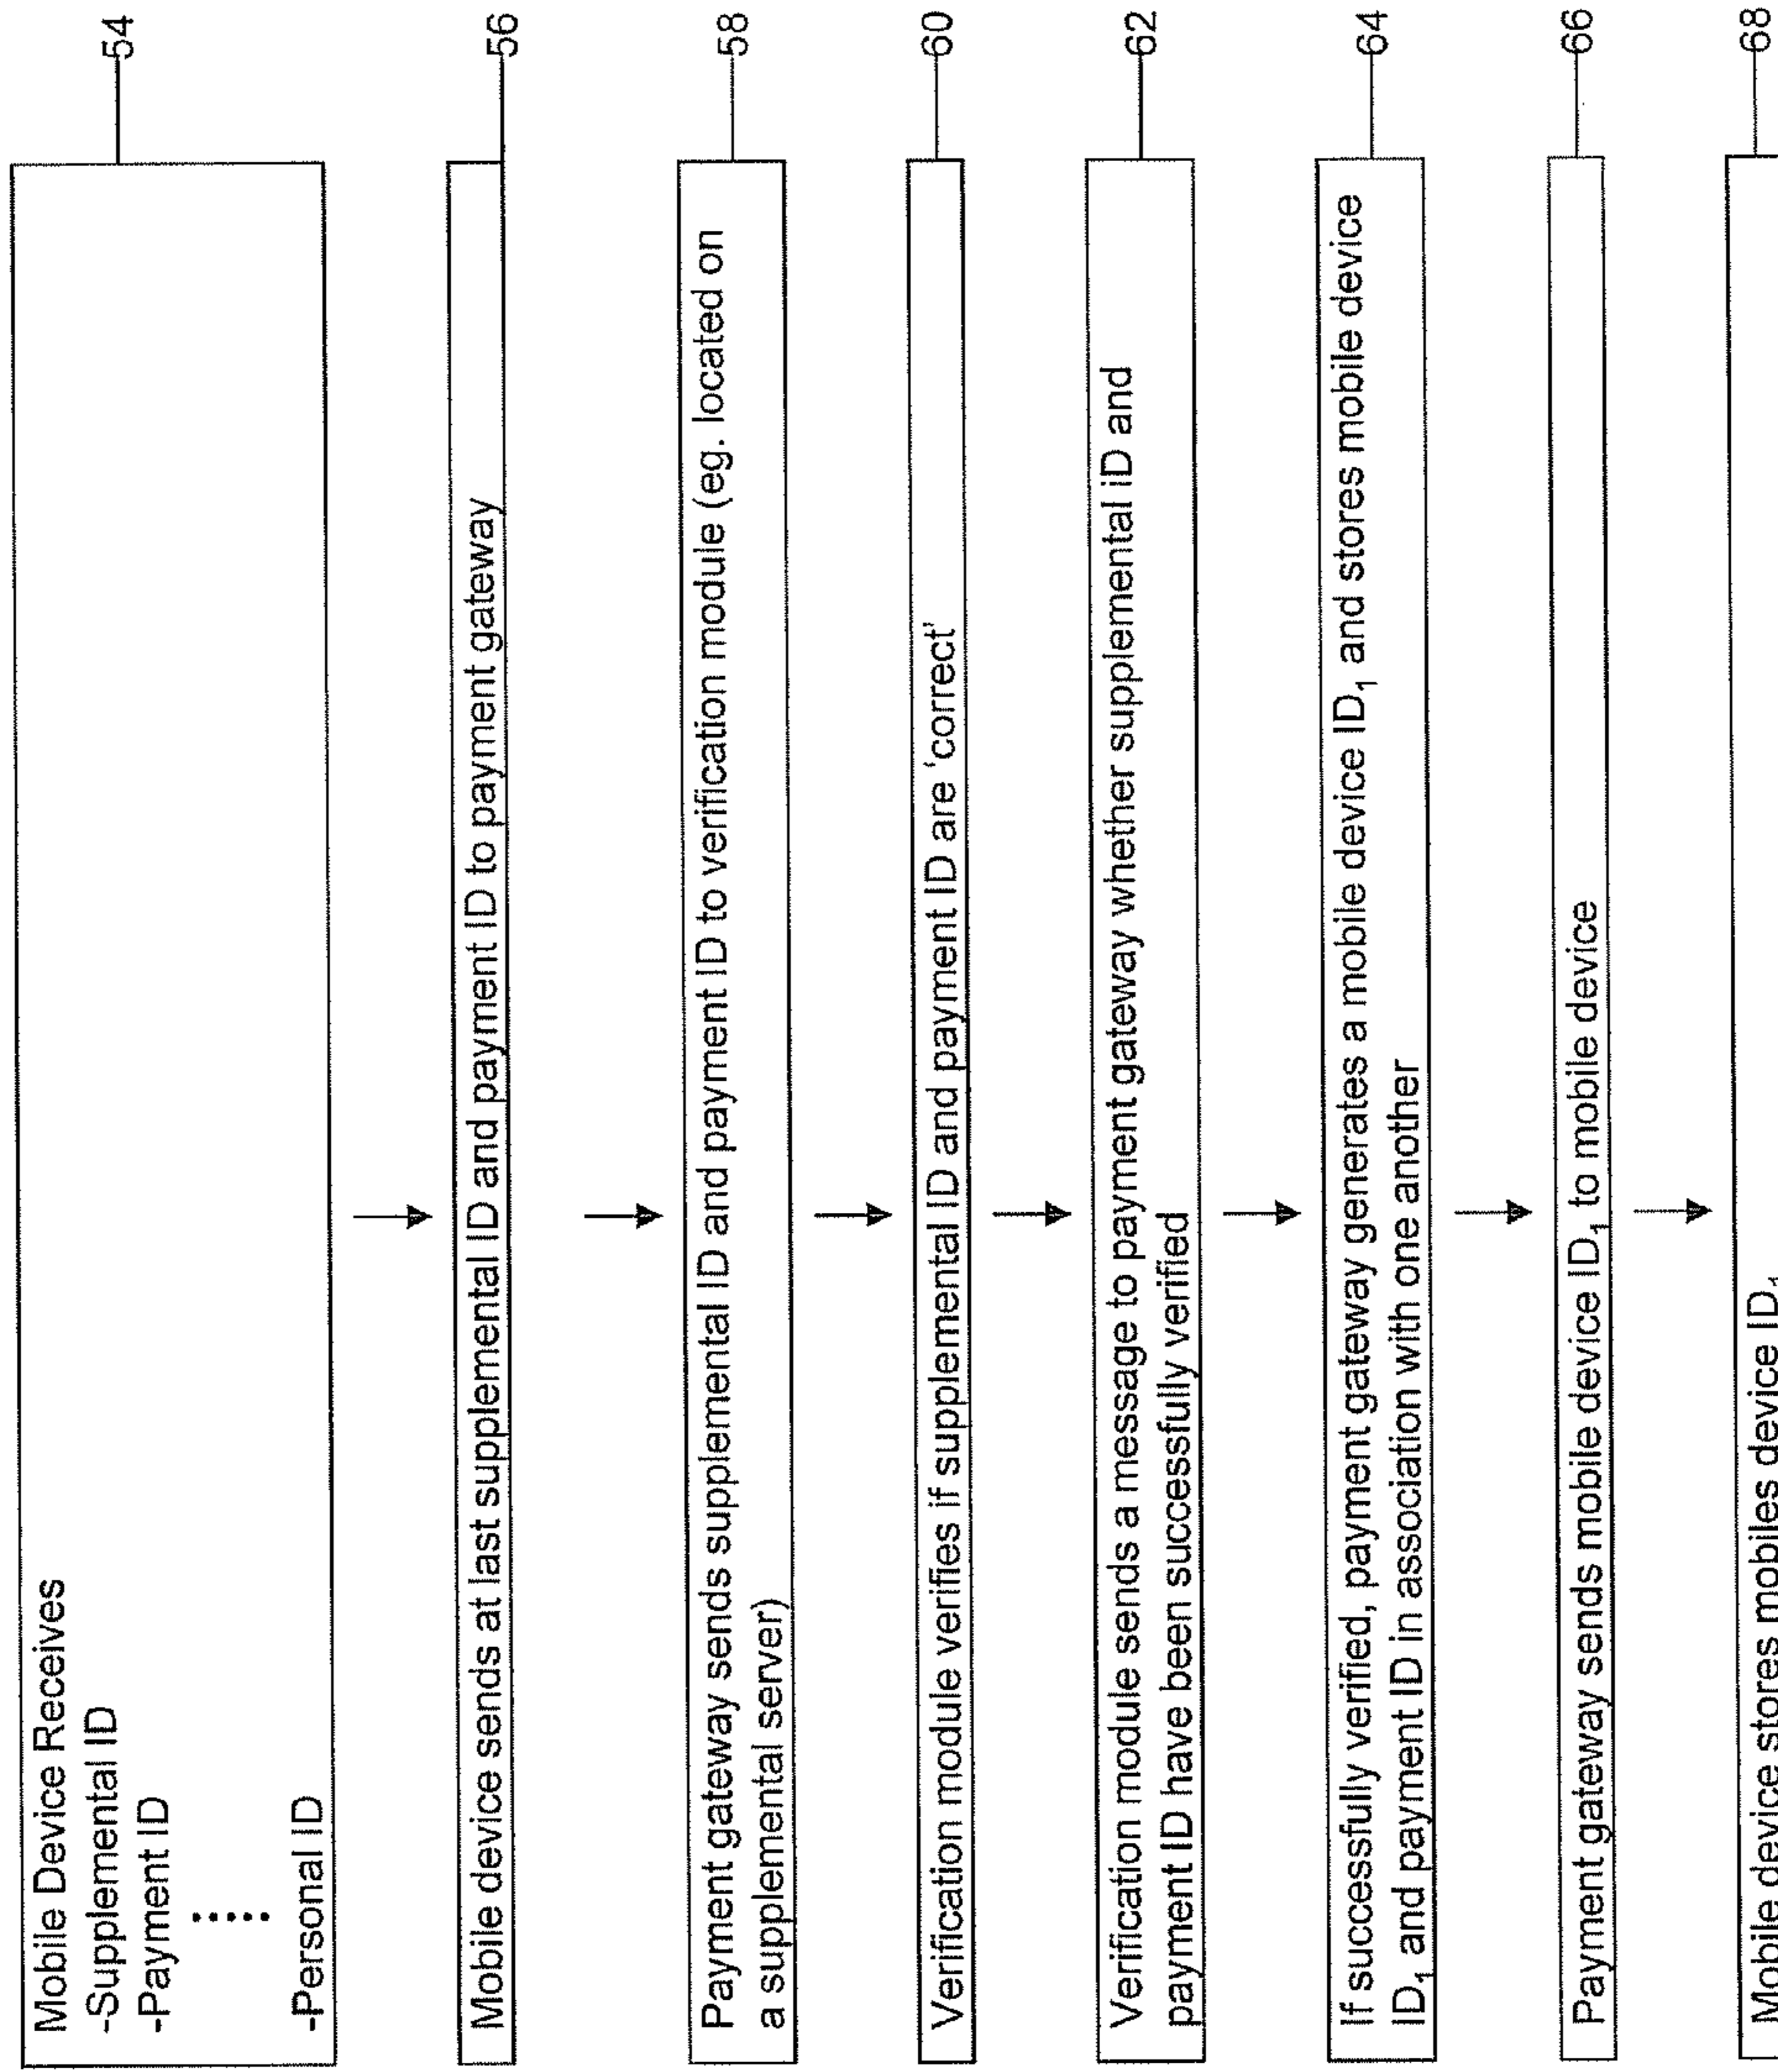 Mobile Device Receives
-Supplemental ID
-Payment ID
-Personal ID
54
Mobile device sends at last supplemental ID and payment ID to payment gateway
56
Payment gateway sends supplemental ID and payment ID to verification module (eg. located on
a supplemental server)
58
Verification module verifies if supplemental ID and payment ID are 'correct'
60
Verification module sends a message to payment gateway whether supplemental iD and
payment ID have been successfully verified
62
If successfully verified, payment gateway generates a mobile device ID₁ and stores mobile device
ID₁ and payment ID in association with one another
64
Payment gateway sends mobile device ID₁ to mobile device
66
Mobile device stores mobiles device ID₁
68